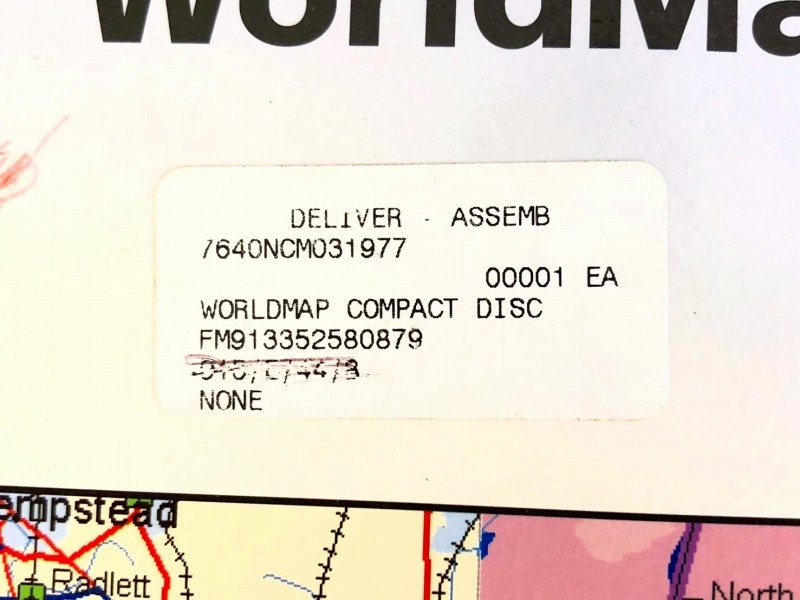 WorldMa
DELIVER - ASSEMB
7640NCM031977
00001 EA
WORLDMAP COMPACT DISC
FM913352580879
NONE
empstead
Radlett
North